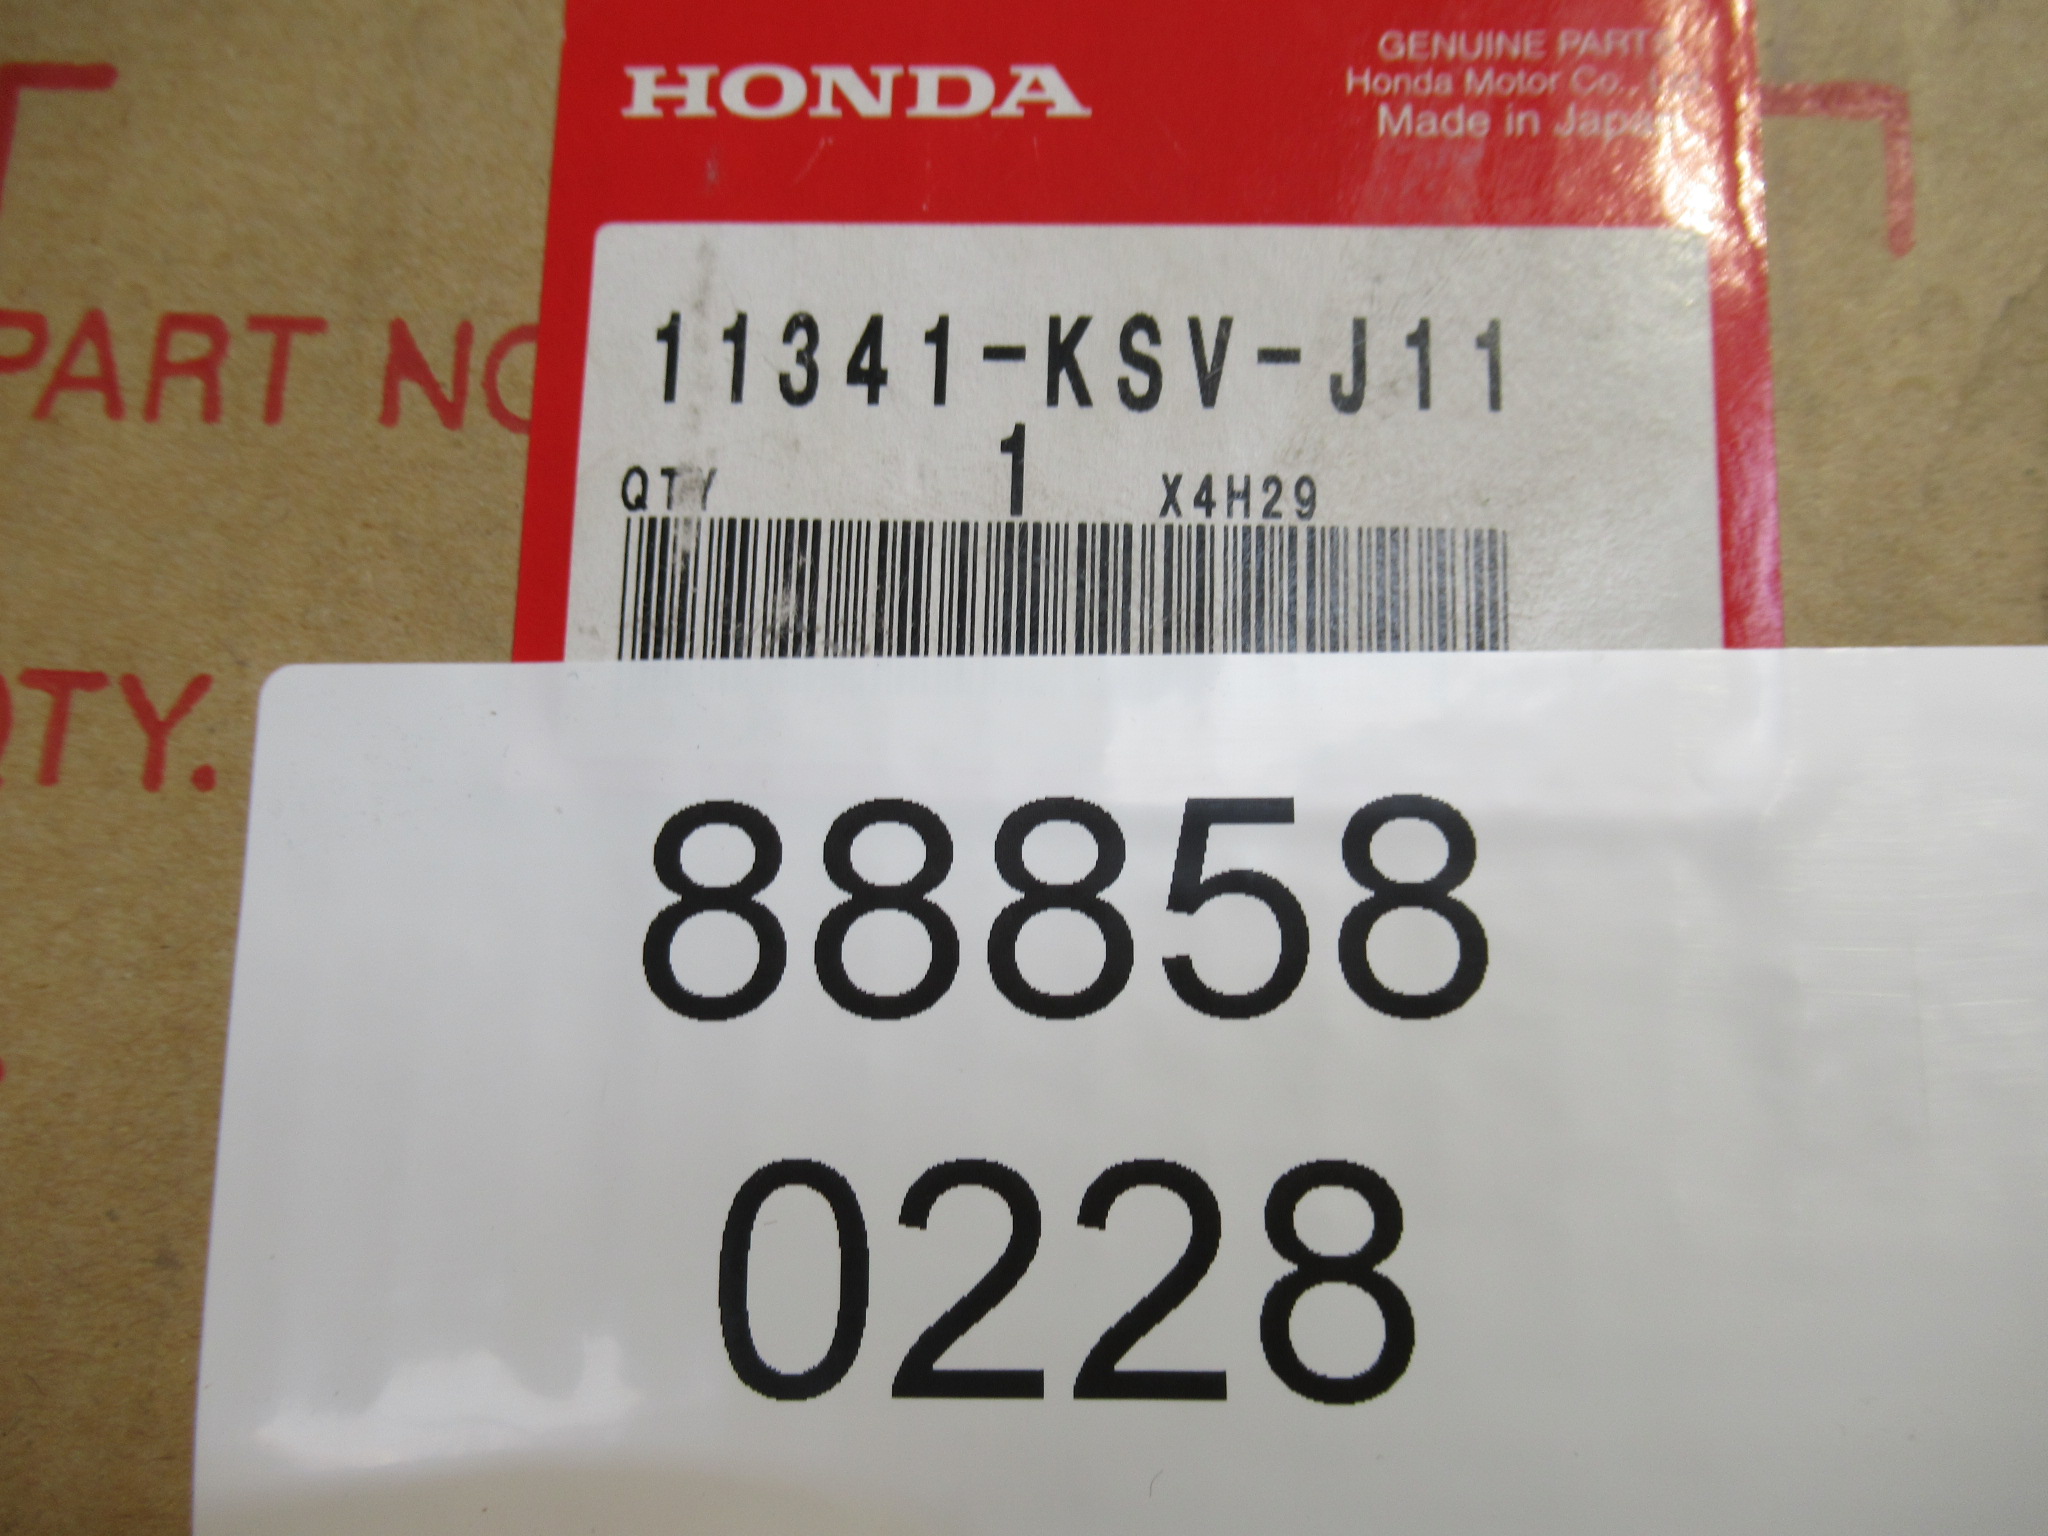 HONDA
GENUINE PARTS
Honda Motor Co., Ltd.
Made in Japan
11341-KSV-J11
PART NO
QTY 1 X4H29
QTY.
88858
0228